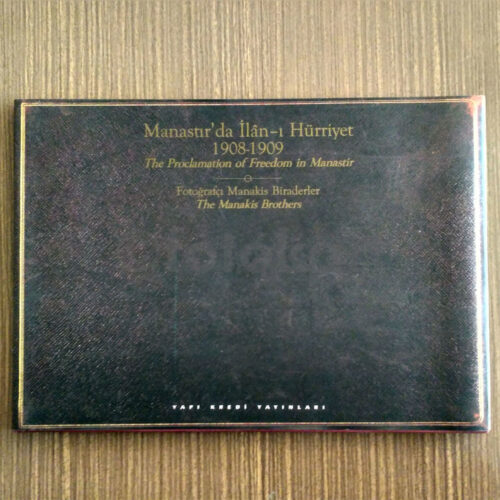 Manastır'da İlân-ı Hürriyet
1908-1909
The Proclamation of Freedom in Manastir
Fotoğrafçı Manakis Biraderler
The Manakis Brothers
YAPI KREDİ YAYINLARI